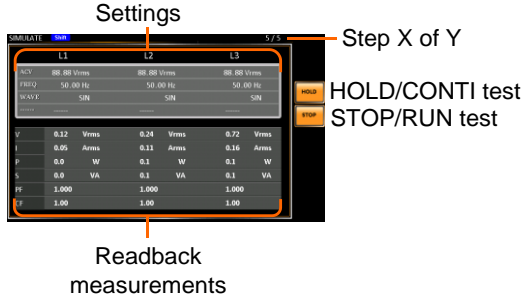 Settings
SIMULATE Shift 5 / 5
Step X of Y
L1 L2 L3
ACV 88.88 Vrms 88.88 Vrms 88.88 Vrms
FREQ 50.00 Hz 50.00 Hz 50.00 Hz
WAVE SIN SIN SIN
HOLD
HOLD/CONTI test
STOP
STOP/RUN test
V 0.12 Vrms 0.24 Vrms 0.72 Vrms
I 0.05 Arms 0.11 Arms 0.16 Arms
P 0.0 W 0.1 W 0.1 W
S 0.0 VA 0.1 VA 0.1 VA
PF 1.000 1.000 1.000
CF 1.00 1.00 1.00
Readback
measurements